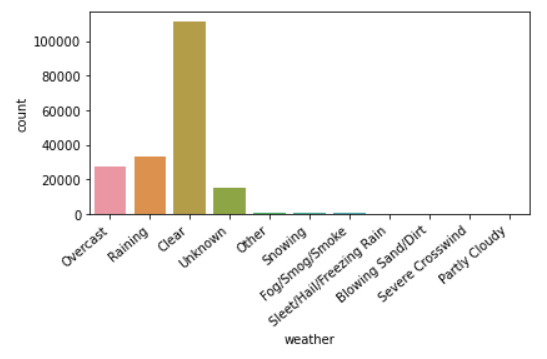 100000
80000
60000
40000
20000
0
count
Overcast
Raining
Clear
Unknown
Other
Snowing
Fog/Smog/Smoke
Sleet/Hail/Freezing Rain
Blowing Sand/Dirt
Severe Crosswind
Partly Cloudy
weather